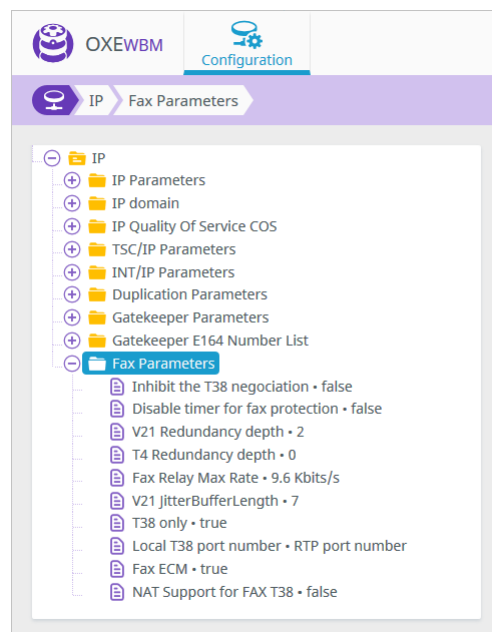 OXEWBM
Configuration
IP Fax Parameters
IP
IP Parameters
IP domain
IP Quality Of Service COS
TSC/IP Parameters
INT/IP Parameters
Duplication Parameters
Gatekeeper Parameters
Gatekeeper E164 Number List
Fax Parameters
Inhibit the T38 negociation • false
Disable timer for fax protection • false
V21 Redundancy depth • 2
T4 Redundancy depth • 0
Fax Relay Max Rate • 9.6 Kbits/s
V21 JitterBufferLength • 7
T38 only • true
Local T38 port number • RTP port number
Fax ECM • true
NAT Support for FAX T38 • false